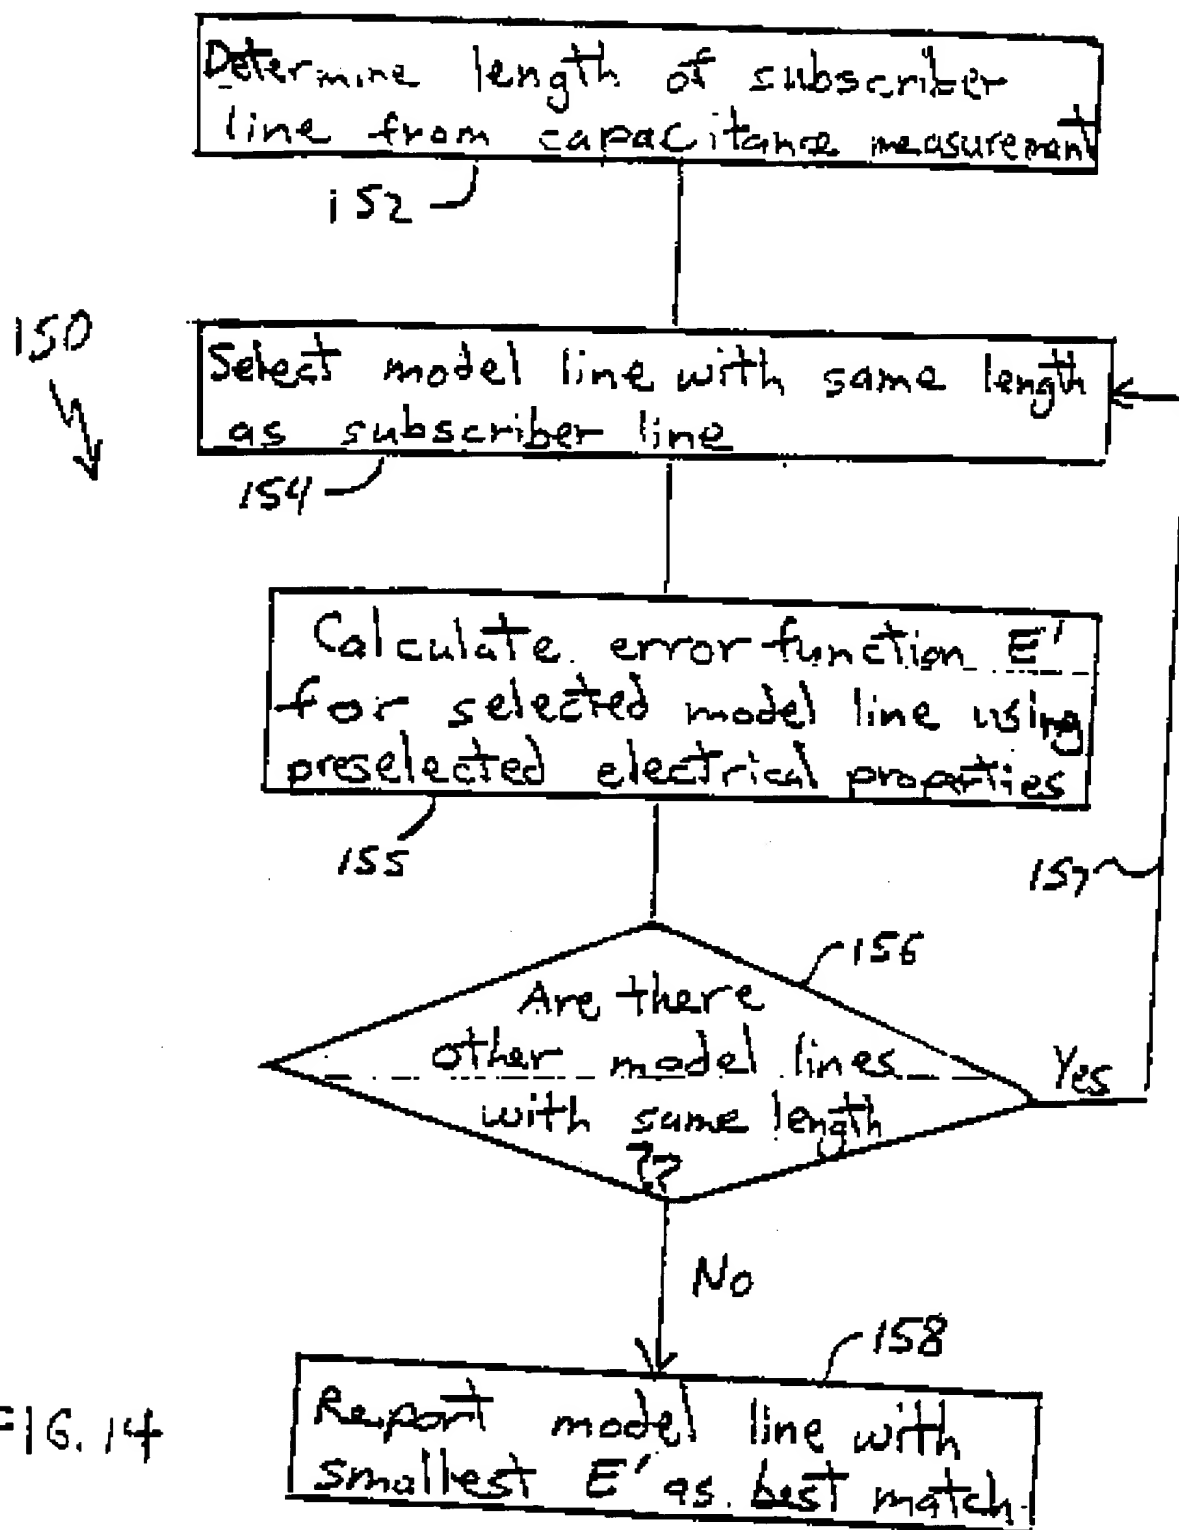 Determine length of subscriber
line from capacitance measurement
152
150
Select model line with same length
as subscriber line
154
Calculate error function E'
for selected model line using
preselected electrical properties
155
157
156
Are there
other model lines
with same length
??
Yes
No
158
Report model line with
smallest E' as best match.
FIG. 14